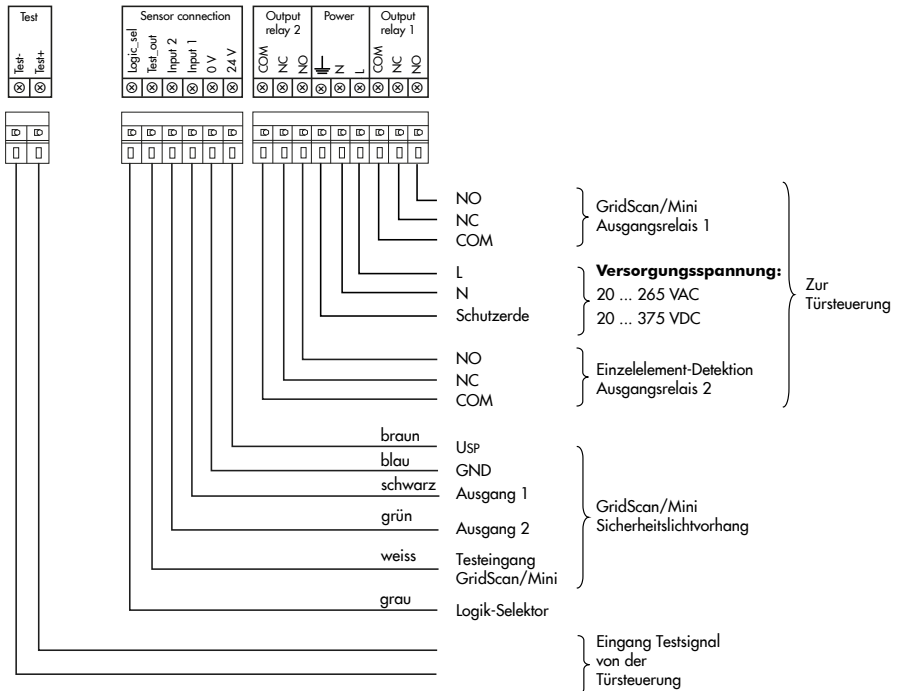 Test
Sensor connection
Output
relay 2
Power
Output
relay 1
Test-
Test+
Logic_sel
Test_out
Input 2
Input 1
0 V
24 V
COM
NC
NO
N
L
COM
NC
NO
NO
NC
COM
GridScan/Mini
Ausgangsrelais 1
L
N
Schutzerde
Versorgungsspannung:
20 ... 265 VAC
20 ... 375 VDC
Zur
Türsteuerung
NO
NC
COM
Einzelelement-Detektion
Ausgangsrelais 2
braun
USP
blau
GND
schwarz
Ausgang 1
grün
Ausgang 2
GridScan/Mini
Sicherheitslichtvorhang
weiss
Testeingang
GridScan/Mini
grau
Logik-Selektor
Eingang Testsignal
von der
Türsteuerung